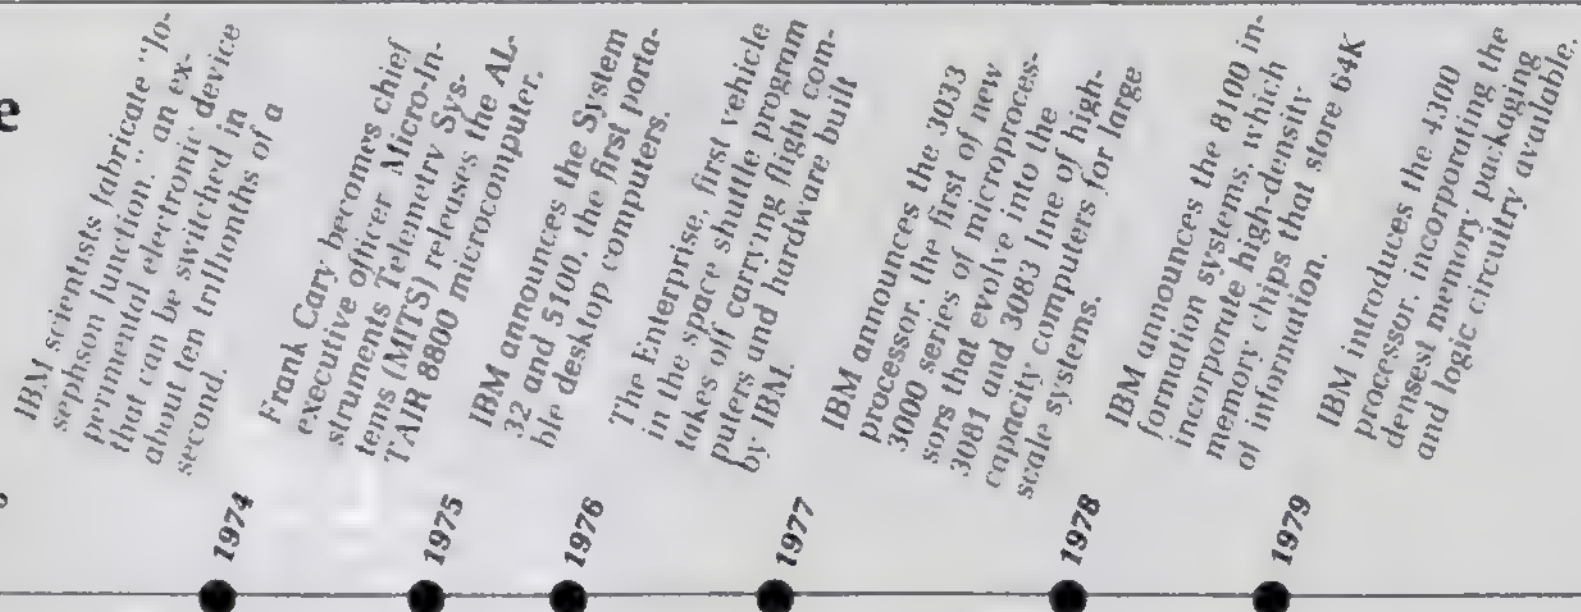 e
IBM scientists fabricate "Jo-
sephson junction," an ex-
perimental electronic device
that can be switched in
about ten trillionths of a
second.
1974
Frank Cary becomes chief
executive officer Micro-In-
struments Telemetry Sys-
tems (MITS) releases the AL-
TAIR 8800 microcomputer.
1975
IBM announces the System
32 and 5100, the first porta-
ble desktop computers.
1976
The Enterprise, first vehicle
in the space shuttle program
takes off carrying flight com-
puters and hardware built
by IBM.
1977
IBM announces the 3033
processor, the first of new
3000 series of microproces-
sors that evolve into the
3081 and 3083 line of high-
capacity computers for large
scale systems.
1978
IBM announces the 8100 in-
formation systems, which
incorporate high-density
memory chips that store 64K
of information.
1979
IBM introduces the 4300
processor, incorporating the
densest memory packaging
and logic circuitry available.